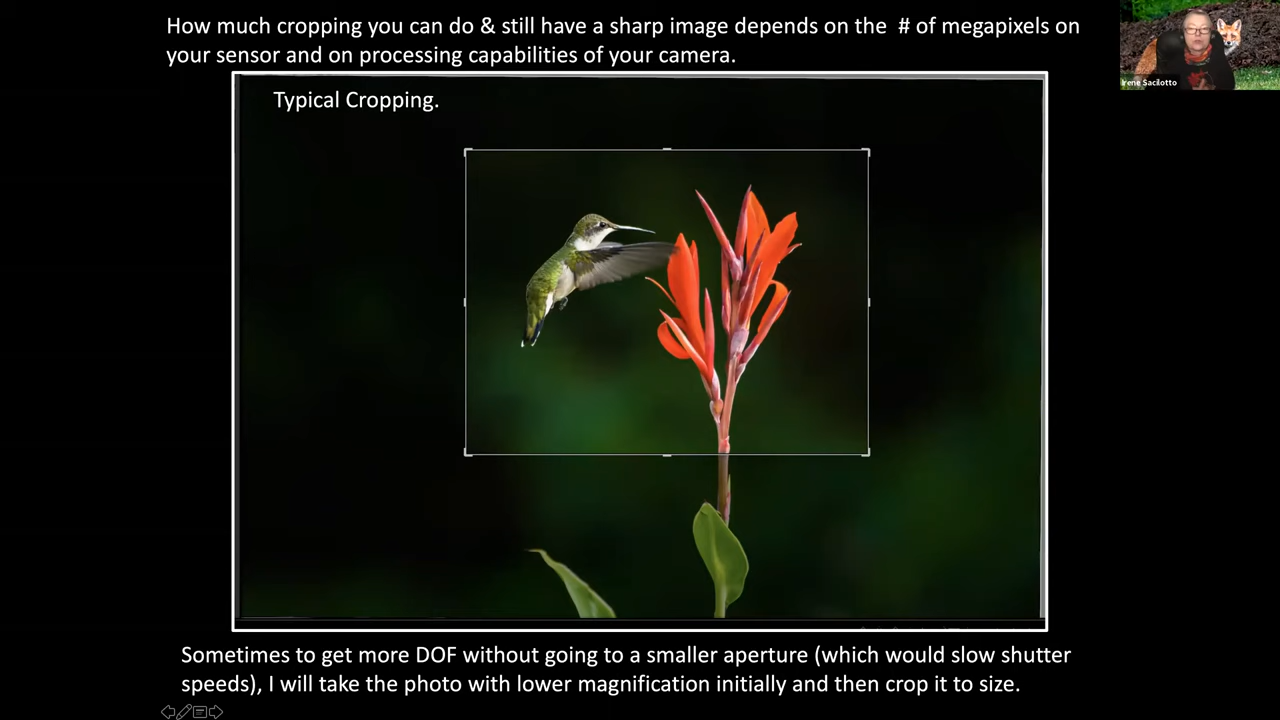 How much cropping you can do & still have a sharp image depends on the # of megapixels on
your sensor and on processing capabilities of your camera.
Irene Sacilotto
Typical Cropping.
Sometimes to get more DOF without going to a smaller aperture (which would slow shutter
speeds), I will take the photo with lower magnification initially and then crop it to size.